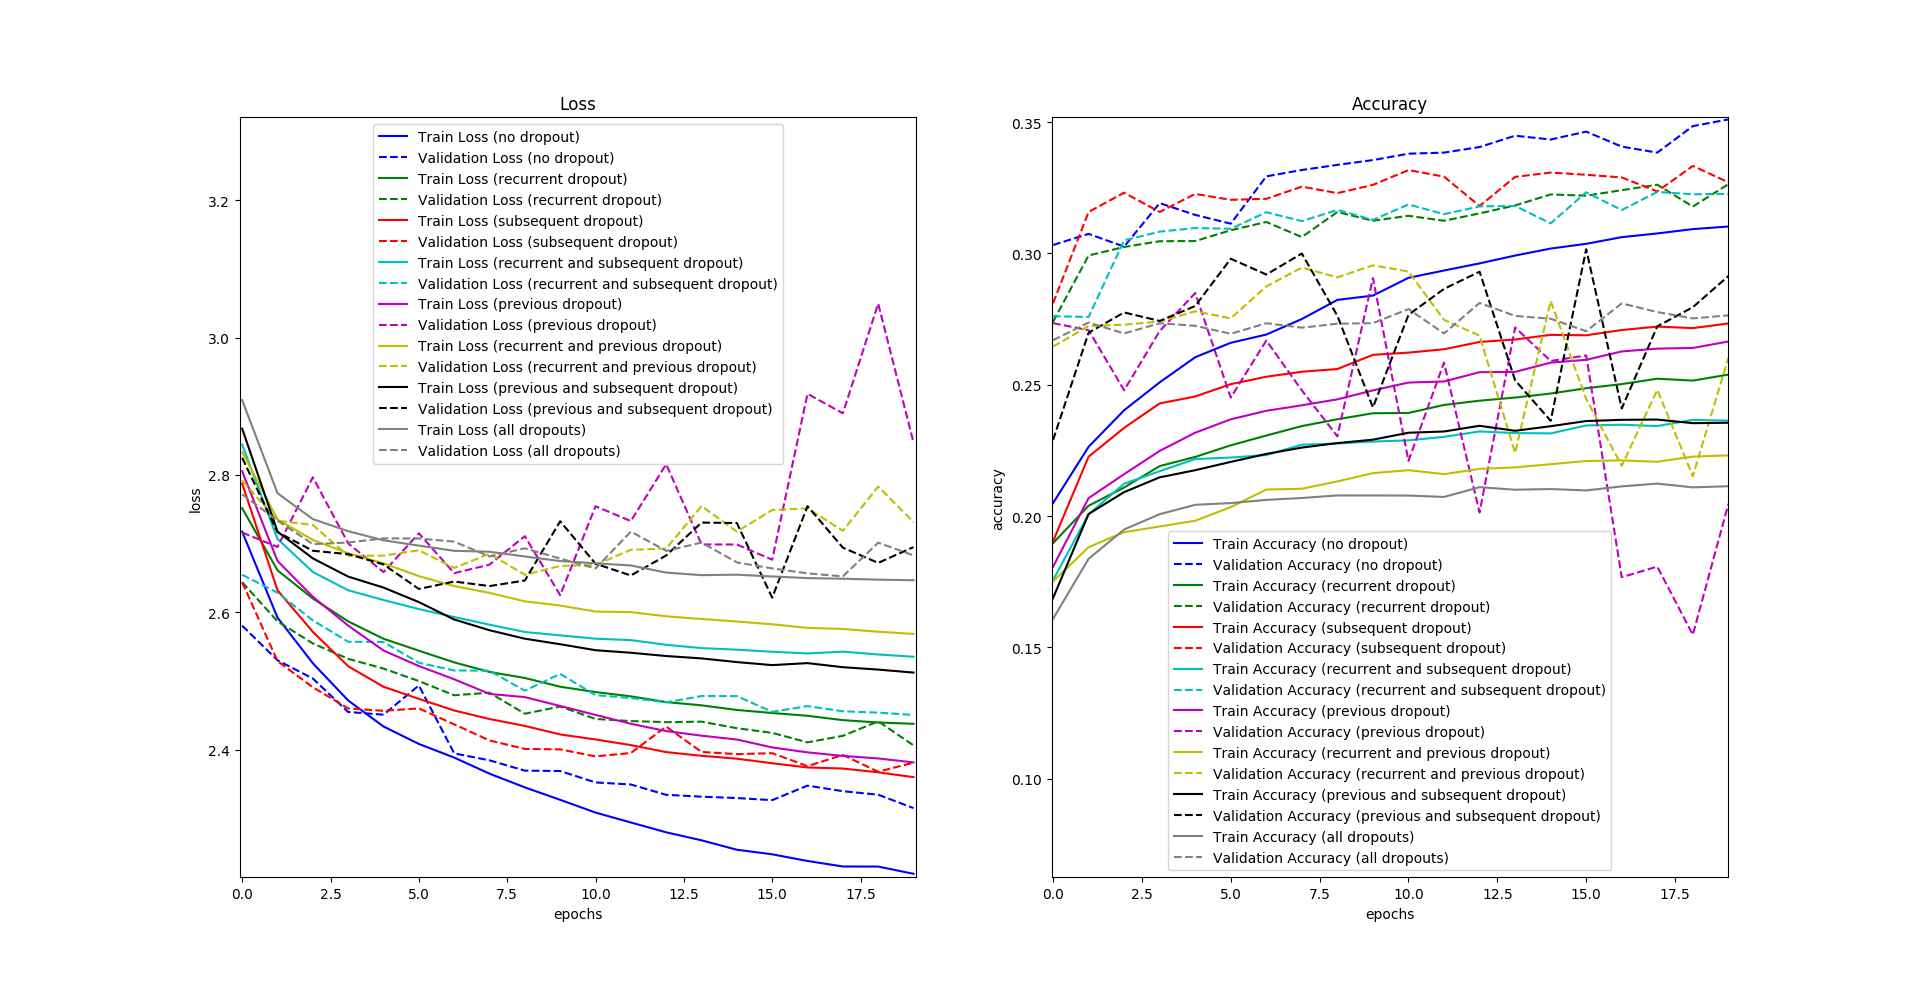 Loss
Train Loss (no dropout)
Validation Loss (no dropout)
Train Loss (recurrent dropout)
Validation Loss (recurrent dropout)
Train Loss (subsequent dropout)
Validation Loss (subsequent dropout)
Train Loss (recurrent and subsequent dropout)
Validation Loss (recurrent and subsequent dropout)
Train Loss (previous dropout)
Validation Loss (previous dropout)
Train Loss (recurrent and previous dropout)
Validation Loss (recurrent and previous dropout)
Train Loss (previous and subsequent dropout)
Validation Loss (previous and subsequent dropout)
Train Loss (all dropouts)
Validation Loss (all dropouts)
3.2
3.0
2.8
2.6
2.4
loss
0.0 2.5 5.0 7.5 10.0 12.5 15.0 17.5
epochs
Accuracy
0.35
0.30
0.25
0.20
0.15
0.10
accuracy
Train Accuracy (no dropout)
Validation Accuracy (no dropout)
Train Accuracy (recurrent dropout)
Validation Accuracy (recurrent dropout)
Train Accuracy (subsequent dropout)
Validation Accuracy (subsequent dropout)
Train Accuracy (recurrent and subsequent dropout)
Validation Accuracy (recurrent and subsequent dropout)
Train Accuracy (previous dropout)
Validation Accuracy (previous dropout)
Train Accuracy (recurrent and previous dropout)
Validation Accuracy (recurrent and previous dropout)
Train Accuracy (previous and subsequent dropout)
Validation Accuracy (previous and subsequent dropout)
Train Accuracy (all dropouts)
Validation Accuracy (all dropouts)
0.0 2.5 5.0 7.5 10.0 12.5 15.0 17.5
epochs